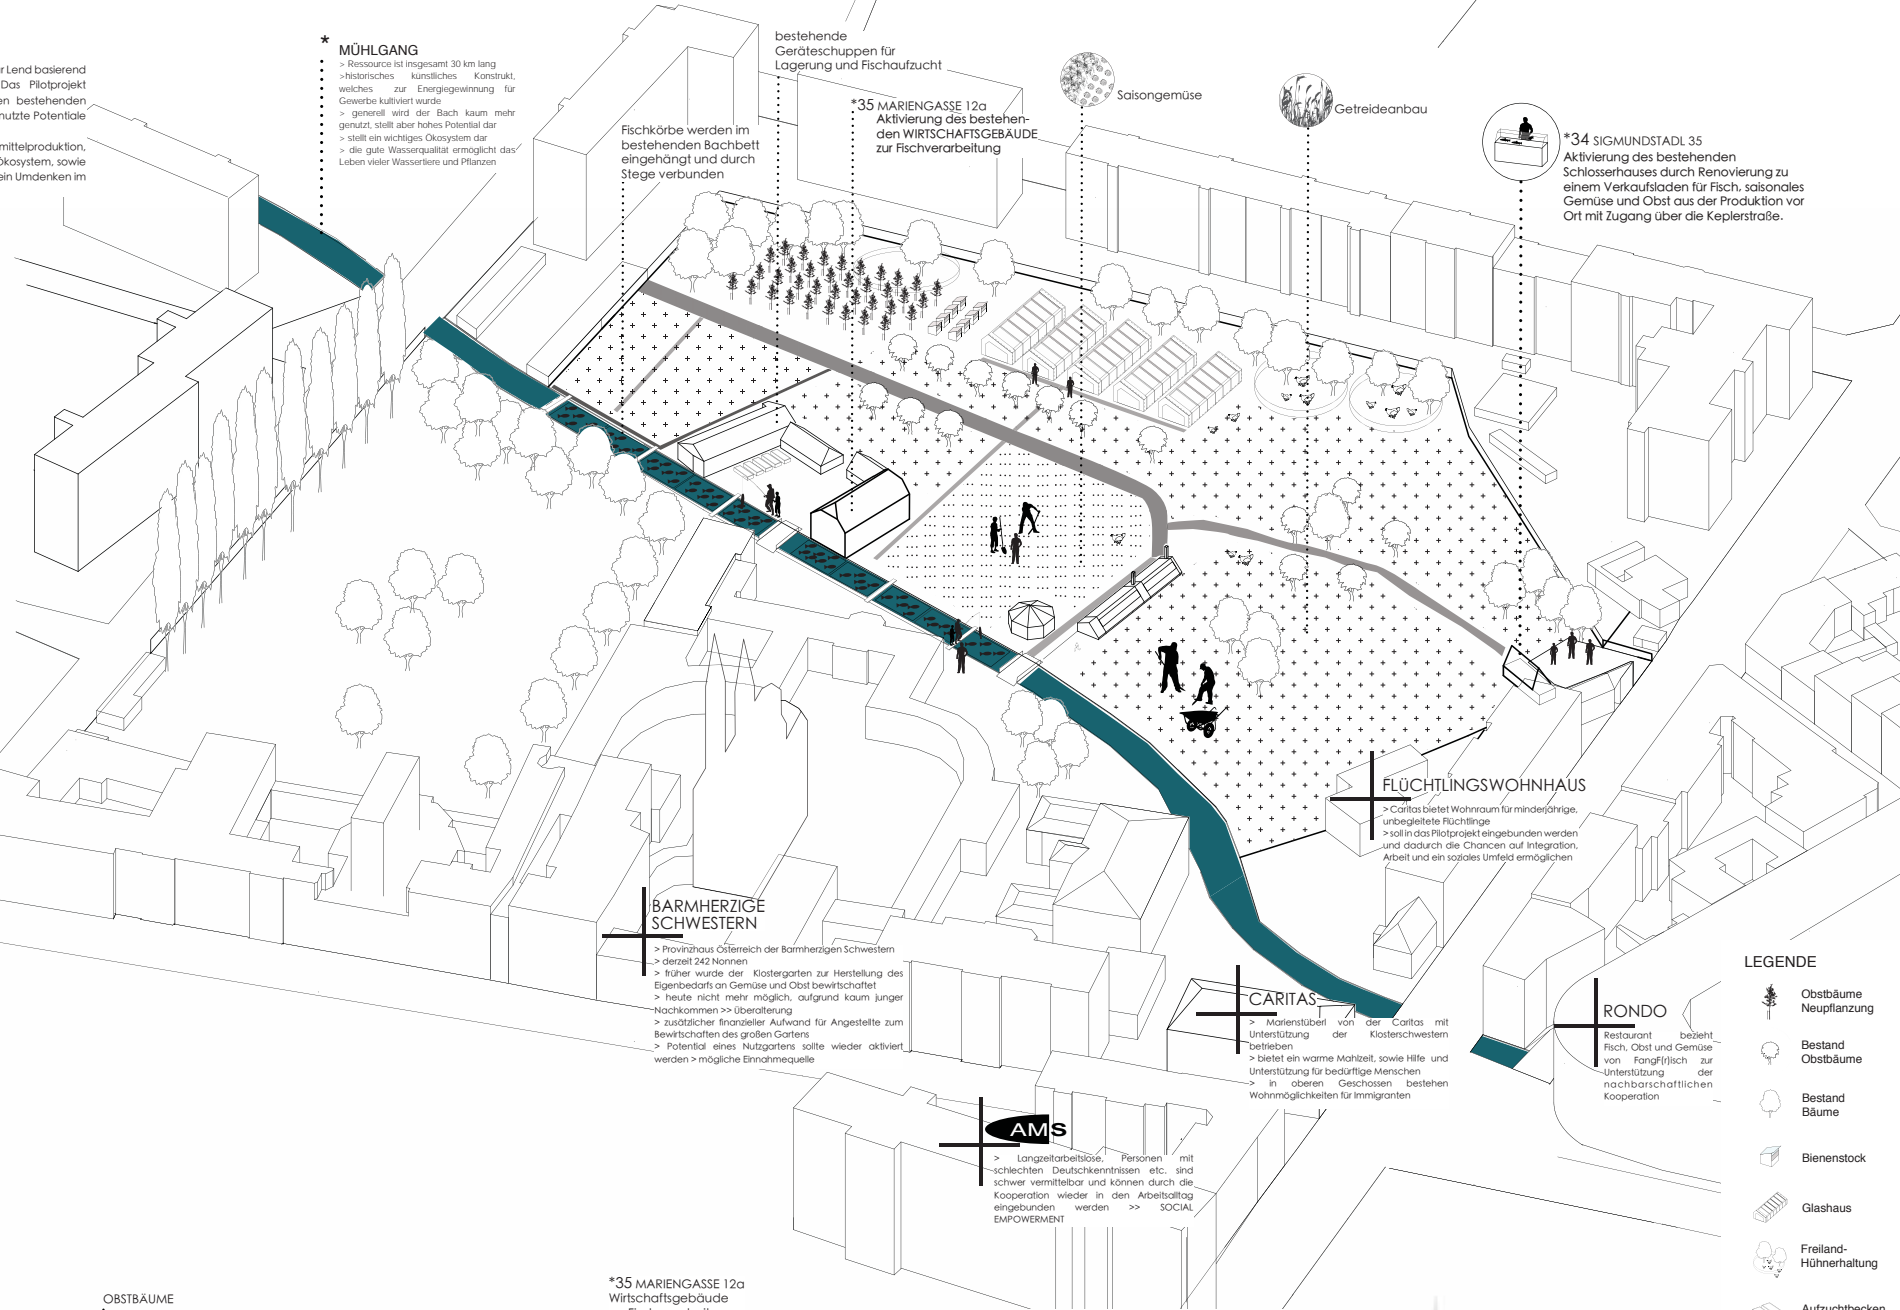 r Lend basierend
Das Pilotprojekt
en bestehenden
nutzte Potentiale
mittelproduktion,
ökosystem, sowie
ein Umdenken im
*
MÜHLGANG
> Ressource ist insgesamt 30 km lang
>historisches künstliches Konstrukt,
welches zur Energiegewinnung für
Gewerbe kultiviert wurde
> generell wird der Bach kaum mehr
genutzt, stellt aber hohes Potential dar
> stellt ein wichtiges Ökosystem dar
> die gute Wasserqualität ermöglicht das
Leben vieler Wassertiere und Pflanzen
Fischkörbe werden im
bestehenden Bachbett
eingehängt und durch
Stege verbunden
bestehende
Geräteschuppen für
Lagerung und Fischaufzucht
*35 MARIENGASSE 12a
Aktivierung des bestehen-
den WIRTSCHAFTSGEBÄUDE
zur Fischverarbeitung
Saisongemüse
Getreideanbau
*34 SIGMUNDSTADL 35
Aktivierung des bestehenden
Schlosserhauses durch Renovierung zu
einem Verkaufsladen für Fisch, saisonales
Gemüse und Obst aus der Produktion vor
Ort mit Zugang über die Keplerstraße.
FLüCHTLINGSWOHNHAUS
> Caritas bietet Wohnraum für minderjährige,
unbegleitete Flüchtlinge
> soll in das Pilotprojekt eingebunden werden
und dadurch die Chancen auf Integration,
Arbeit und ein soziales Umfeld ermöglichen
BARMHERZIGE
SCHWESTERN
> Provinzhaus Österreich der Barmherzigen Schwestern
> derzeit 242 Nonnen
> früher wurde der Klostergarten zur Herstellung des
Eigenbedarfs an Gemüse und Obst bewirtschaftet
> heute nicht mehr möglich, aufgrund kaum junger
Nachkommen >> Überalterung
> zusätzlicher finanzieller Aufwand für Angestellte zum
Bewirtschaften des großen Gartens
> Potential eines Nutzgartens sollte wieder aktiviert
werden > mögliche Einnahmequelle
CARITAS
> Marienstüberl von der Caritas mit
Unterstützung der Klosterschwestern
betrieben
> bietet ein warme Mahlzeit, sowie Hilfe und
Unterstützung für bedürftige Menschen
> in oberen Geschossen bestehen
Wohnmöglichkeiten für Immigranten
RONDO
Restaurant bezieht
Fisch, Obst und Gemüse
von FangF(r)isch zur
Unterstützung der
nachbarschaftlichen
Kooperation
AMS
> Langzeitarbeitslose, Personen mit
schlechten Deutschkenntnissen etc. sind
schwer vermittelbar und können durch die
Kooperation wieder in den Arbeitsalltag
eingebunden werden >> SOCIAL
EMPOWERMENT
LEGENDE
Obstbäume
Neupflanzung
Bestand
Obstbäume
Bestand
Bäume
Bienenstock
Glashaus
Freiland-
Hühnerhaltung
Aufzuchtbecken
OBSTBÄUME
*35 MARIENGASSE 12a
Wirtschaftsgebäude